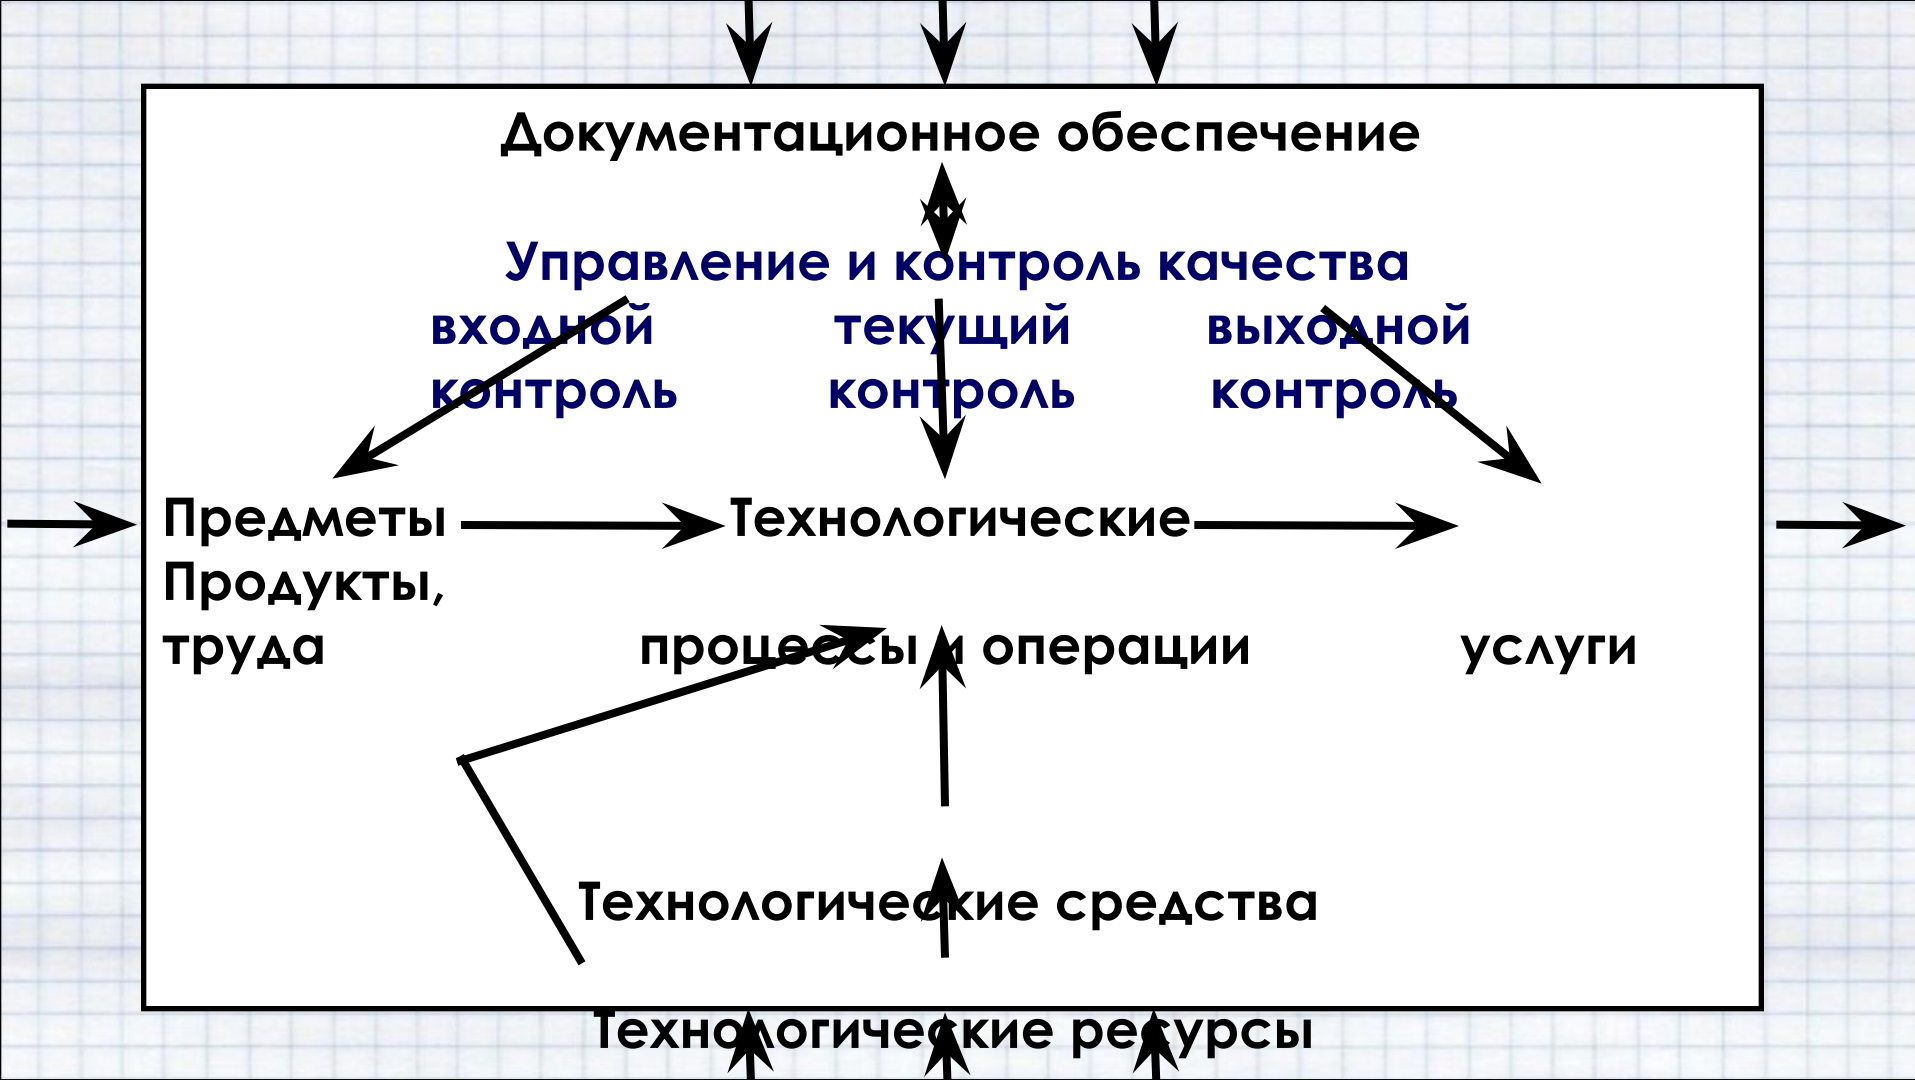 Документационное обеспечение
Управление и контроль качества
входной текущий выходной
контроль контроль контроль
Предметы Технологические
Продукты,
труда процессы и операции услуги
Технологические средства
Технологические ресурсы